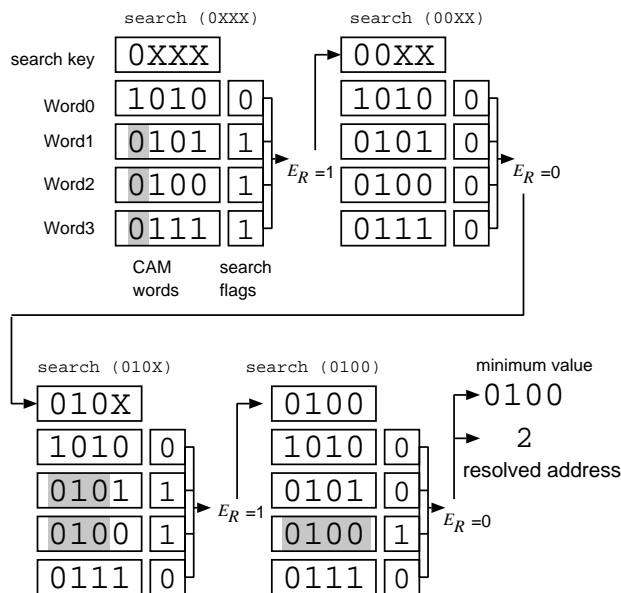 search (0XXX) search (00XX)
search key 0XXX 00XX
Word0 1010 0 1010 0
Word1 0101 1 0101 0
E_R =1 E_R =0
Word2 0100 1 0100 0
Word3 0111 1 0111 0
CAM words search flags
search (010X) search (0100) minimum value
010X 0100 0100
1010 0 1010 0 2
resolved address
0101 1 0101 0
E_R =1 E_R =0
0100 1 0100 1
0111 0 0111 0